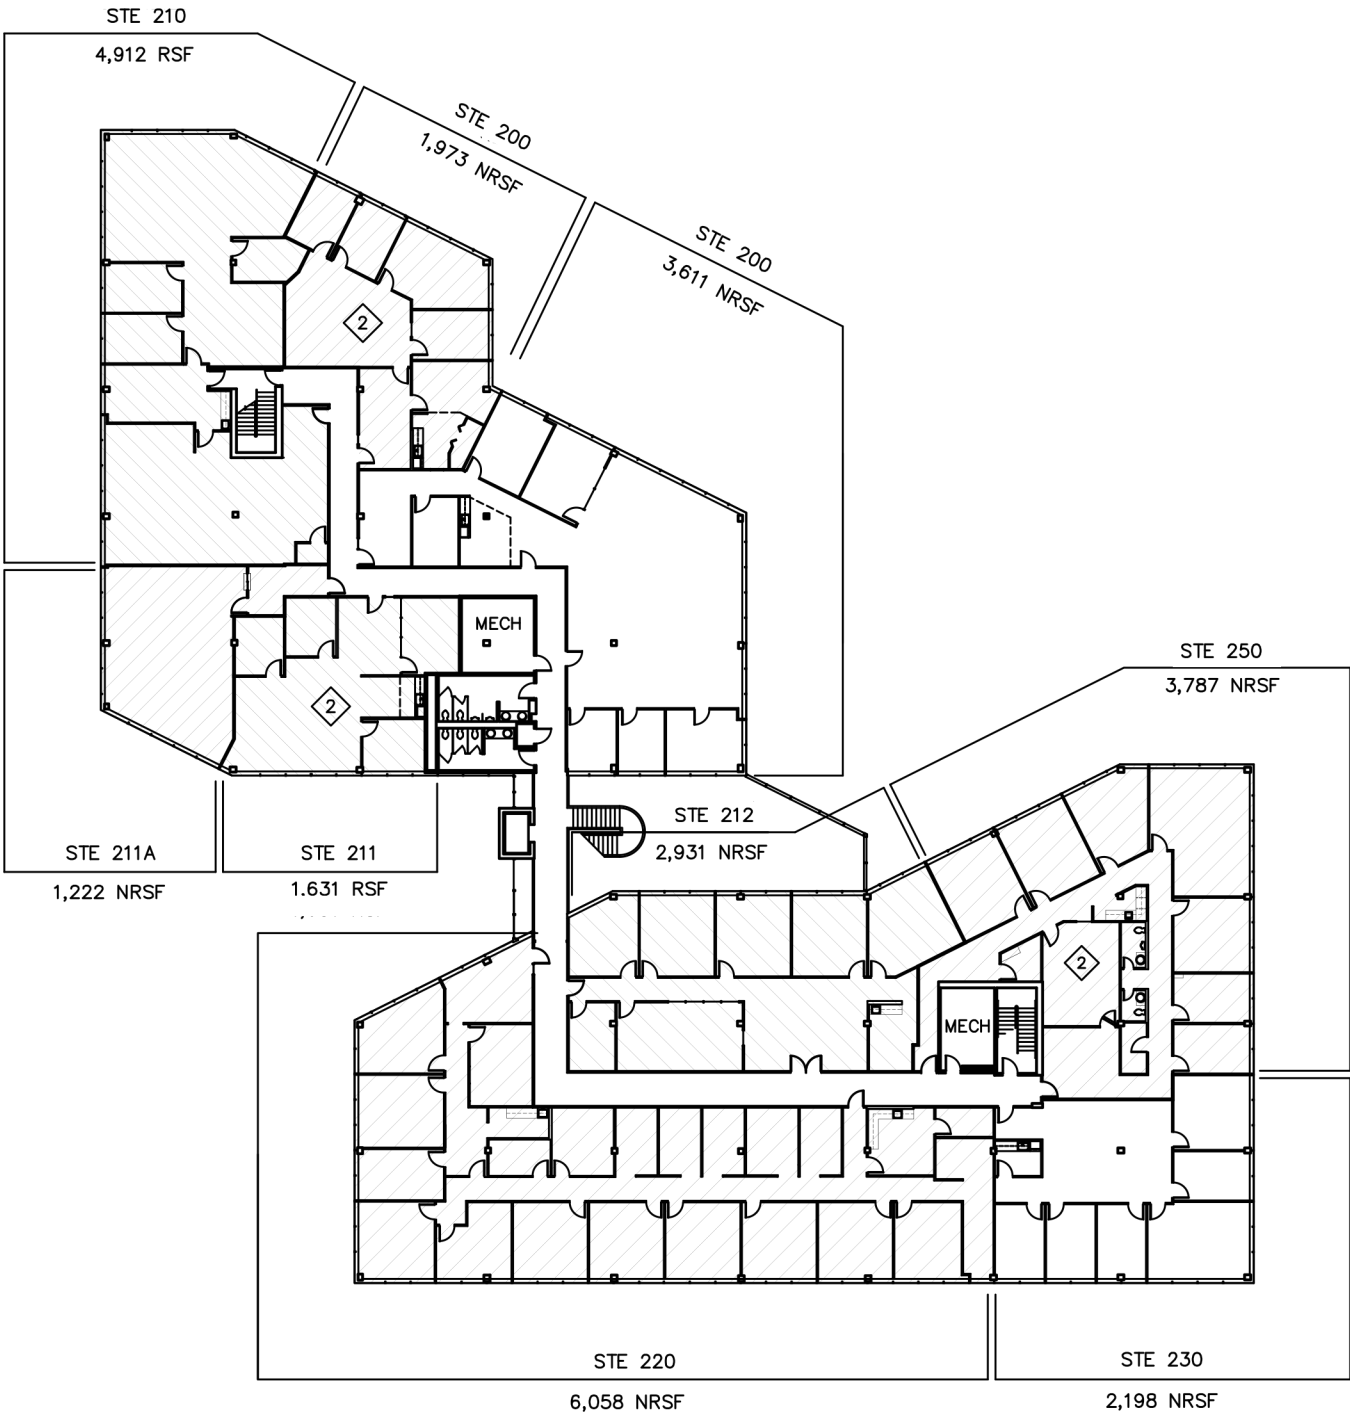 STE 210
4,912 RSF
STE 200
1,973 NRSF
STE 200
3,611 NRSF
2
MECH
2
STE 250
3,787 NRSF
STE 212
2,931 NRSF
STE 211A
1,222 NRSF
STE 211
1.631 RSF
2
MECH
STE 220
6,058 NRSF
STE 230
2,198 NRSF